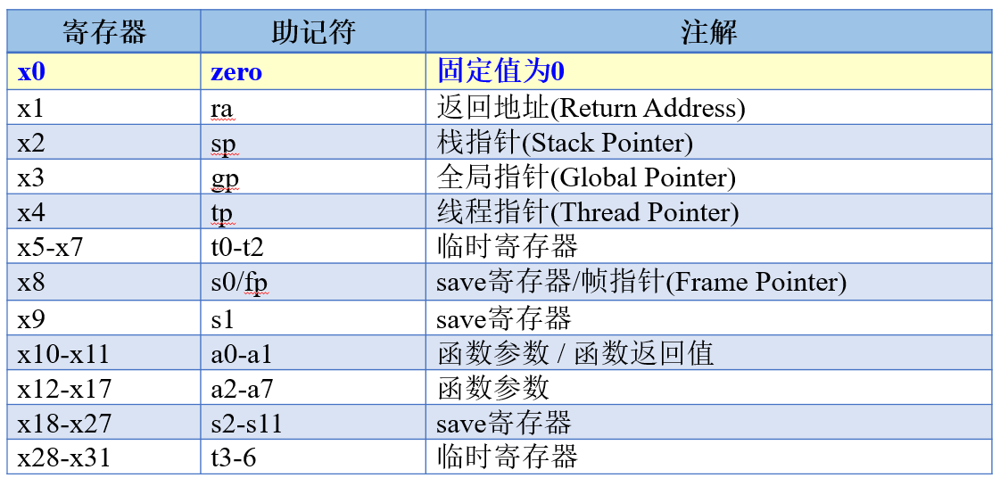 寄存器 助记符 注解
x0 zero 固定值为0
x1 ra 返回地址(Return Address)
x2 sp 栈指针(Stack Pointer)
x3 gp 全局指针(Global Pointer)
x4 tp 线程指针(Thread Pointer)
x5-x7 t0-t2 临时寄存器
x8 s0/fp save寄存器/帧指针(Frame Pointer)
x9 s1 save寄存器
x10-x11 a0-a1 函数参数 / 函数返回值
x12-x17 a2-a7 函数参数
x18-x27 s2-s11 save寄存器
x28-x31 t3-6 临时寄存器